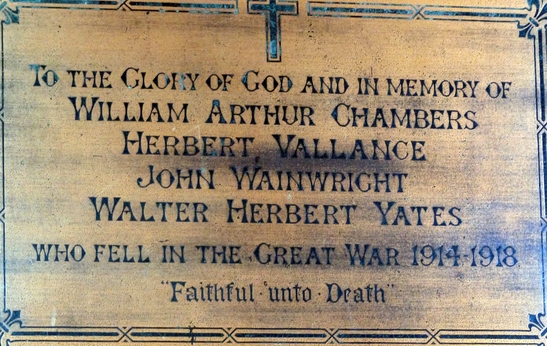 To the Glory of God and in memory of
William Arthur Chambers
Herbert Vallance
John Wainwright
Walter Herbert Yates
who fell in the Great War 1914-1918
"Faithful·unto·Death"